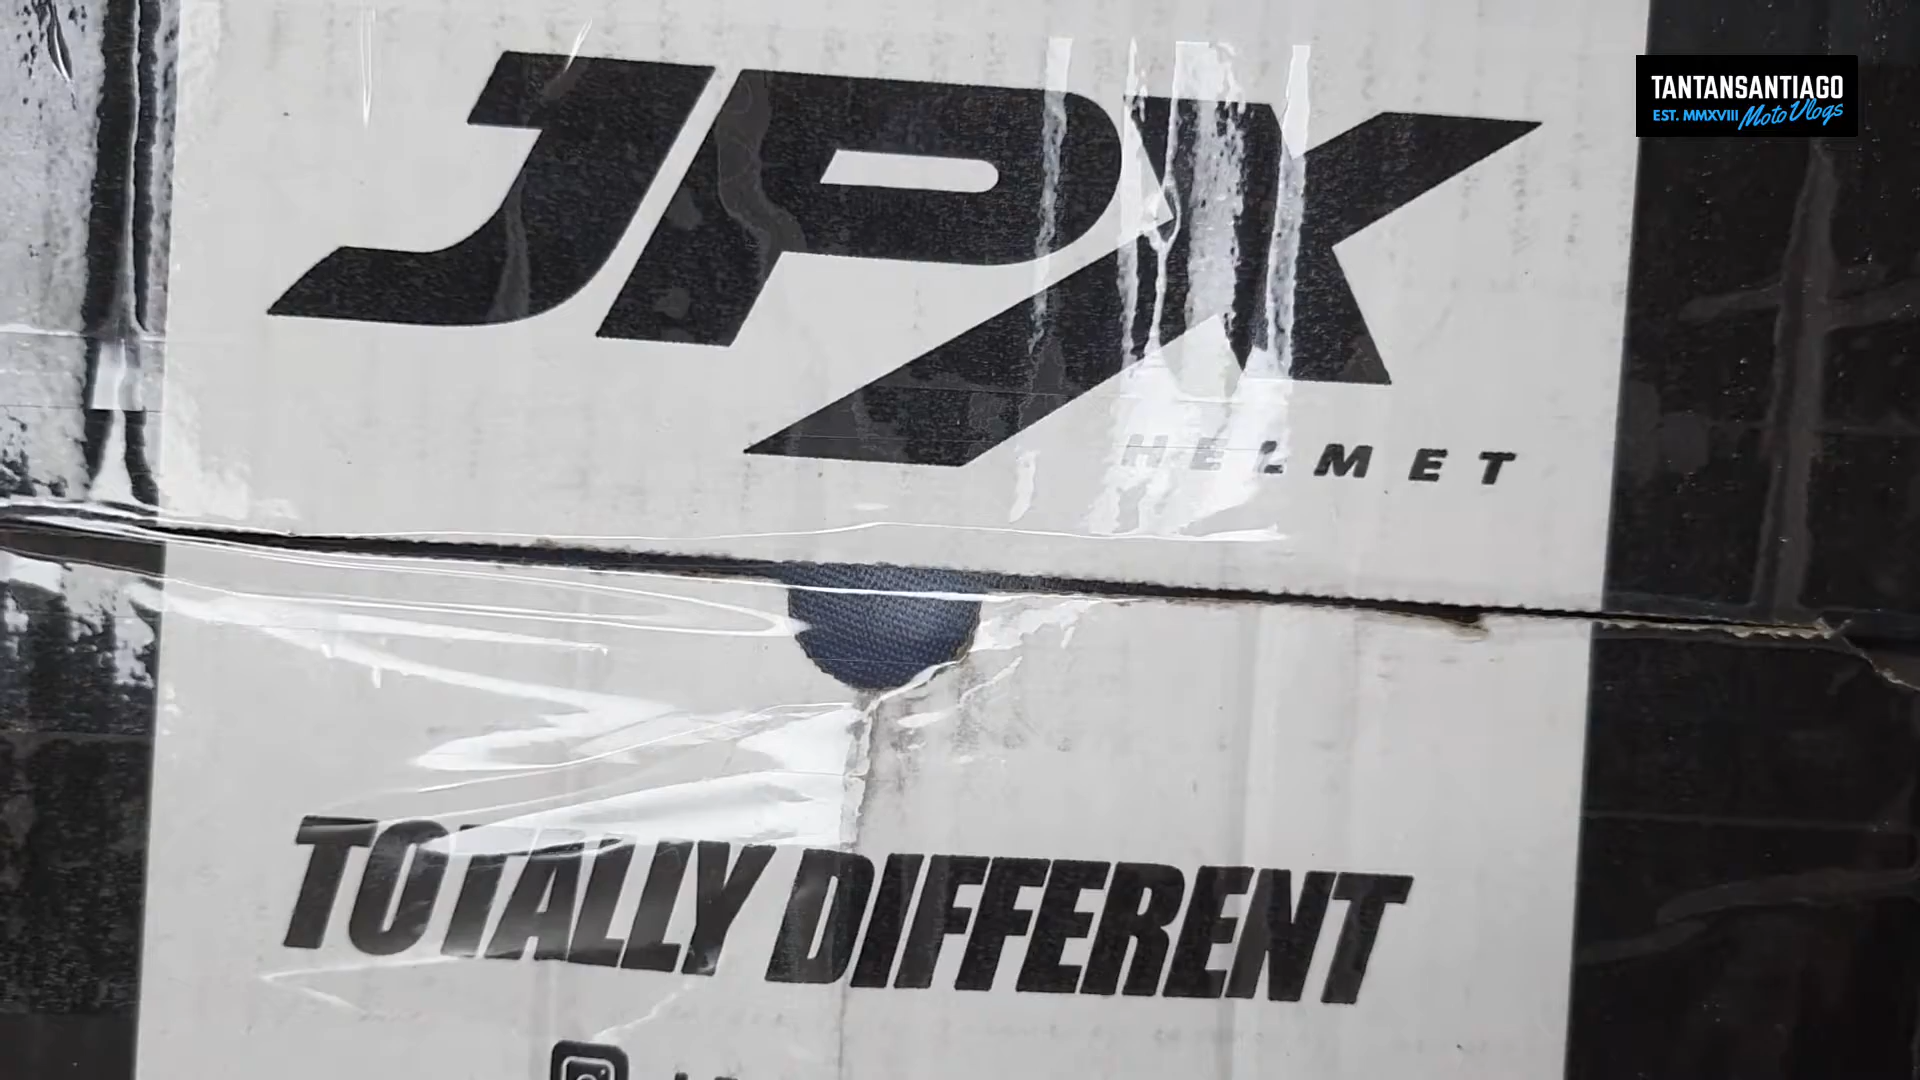 TANTANSANTIAGO
EST. MMXVIII Moto Vlogs
JPX
HELMET
TOTALLY DIFFERENT